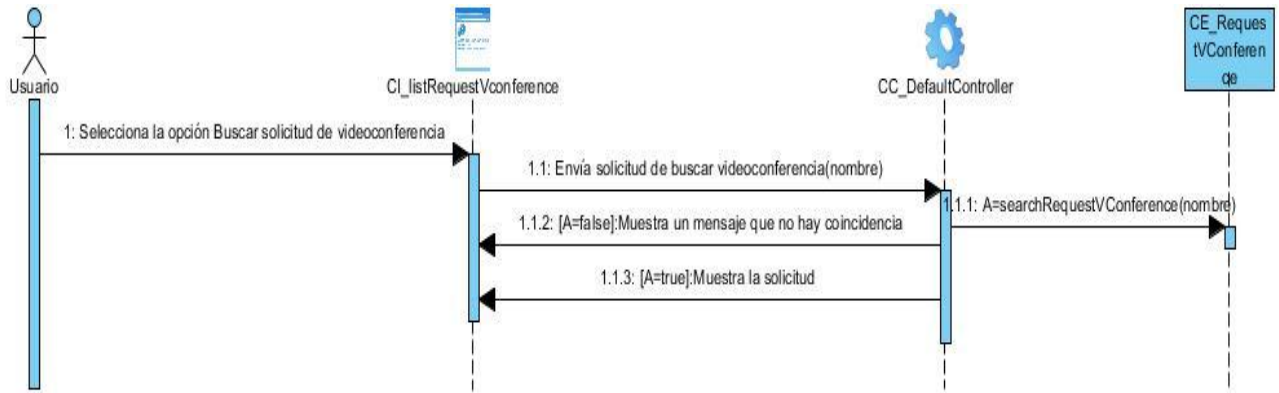 Usuario
CI_listRequestVconference
CC_DefaultController
CE_Reques
tVConferen
ce
1: Selecciona la opción Buscar solicitud de videoconferencia
1.1: Envía solicitud de buscar videoconferencia(nombre)
1.1.1: A=searchRequestVConference(nombre)
1.1.2: [A=false]:Muestra un mensaje que no hay coincidencia
1.1.3: [A=true]:Muestra la solicitud